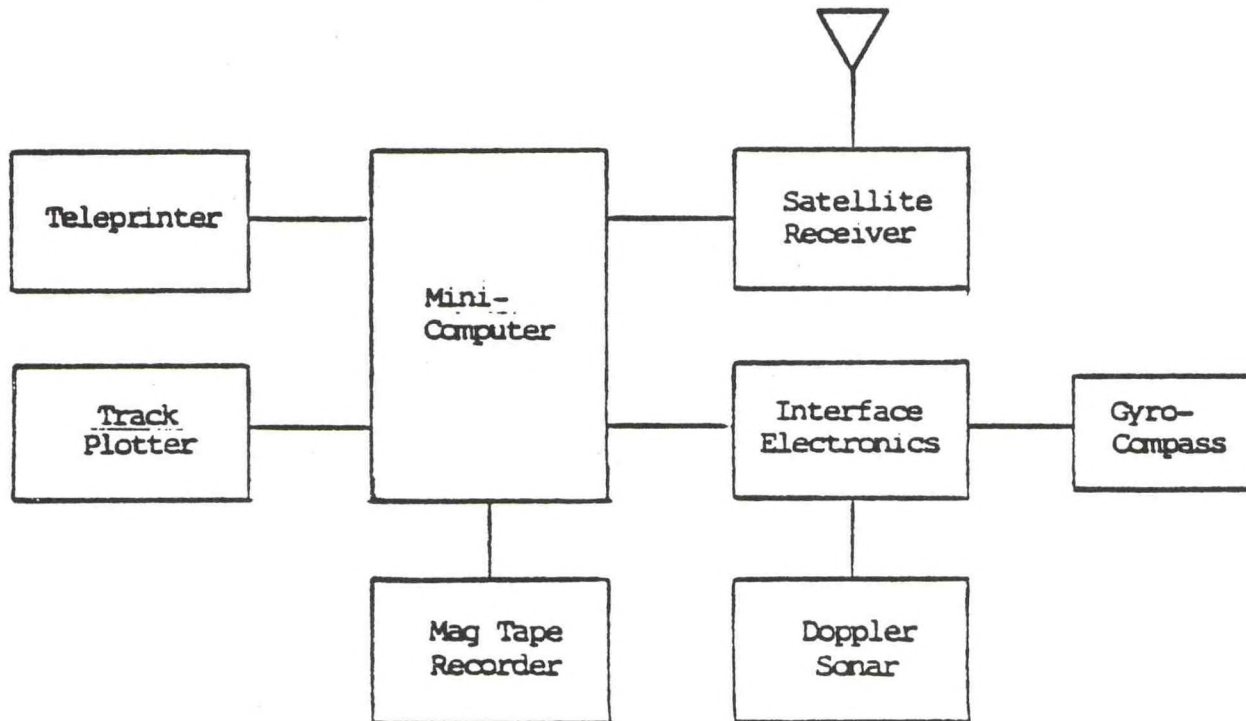 Teleprinter
Satellite
Receiver
Mini-
Computer
Track
Plotter
Interface
Electronics
Gyro-
Compass
Mag Tape
Recorder
Doppler
Sonar